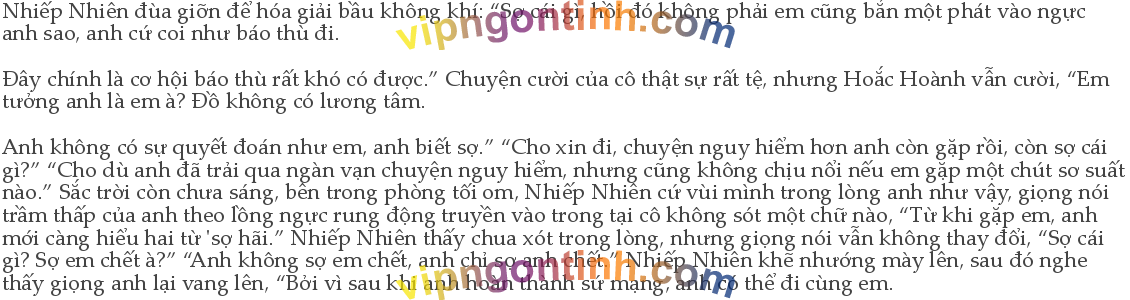 Nhiếp Nhiên đùa giỡn để hóa giải bầu không khí: “Sợ cái gì, hồi đó không phải em cũng bắn một phát vào ngực
anh sao, anh cứ coi như báo thù đi.
Đây chính là cơ hội báo thù rất khó có được.” Chuyện cười của cô thật sự rất tệ, nhưng Hoắc Hoành vẫn cười, “Em
tưởng anh là em à? Đồ không có lương tâm.
Anh không có sự quyết đoán như em, anh biết sợ.” “Cho xin đi, chuyện nguy hiểm hơn anh còn gặp rồi, còn sợ cái
gì?” “Cho dù anh đã trải qua ngàn vạn chuyện nguy hiểm, nhưng cũng không chịu nổi nếu em gặp một chút sơ suất
nào.” Sắc trời còn chưa sáng, bên trong phòng tối om, Nhiếp Nhiên cứ vùi mình trong lòng anh như vậy, giọng nói
trầm thấp của anh theo lồng ngực rung động truyền vào trong tại cô không sót một chữ nào, “Từ khi gặp em, anh
mới càng hiểu hai từ 'sợ hãi.” Nhiếp Nhiên thấy chua xót trong lòng, nhưng giọng nói vẫn không thay đổi, “Sợ cái
gì? Sợ em chết à?” “Anh không sợ em chết, anh chỉ sợ anh chết.” Nhiếp Nhiên khẽ nhướng mày lên, sau đó nghe
thấy giọng anh lại vang lên, “Bởi vì sau khi anh hoàn thành sứ mạng, anh có thể đi cùng em.
vipngontinh.com
vipngontinh.com